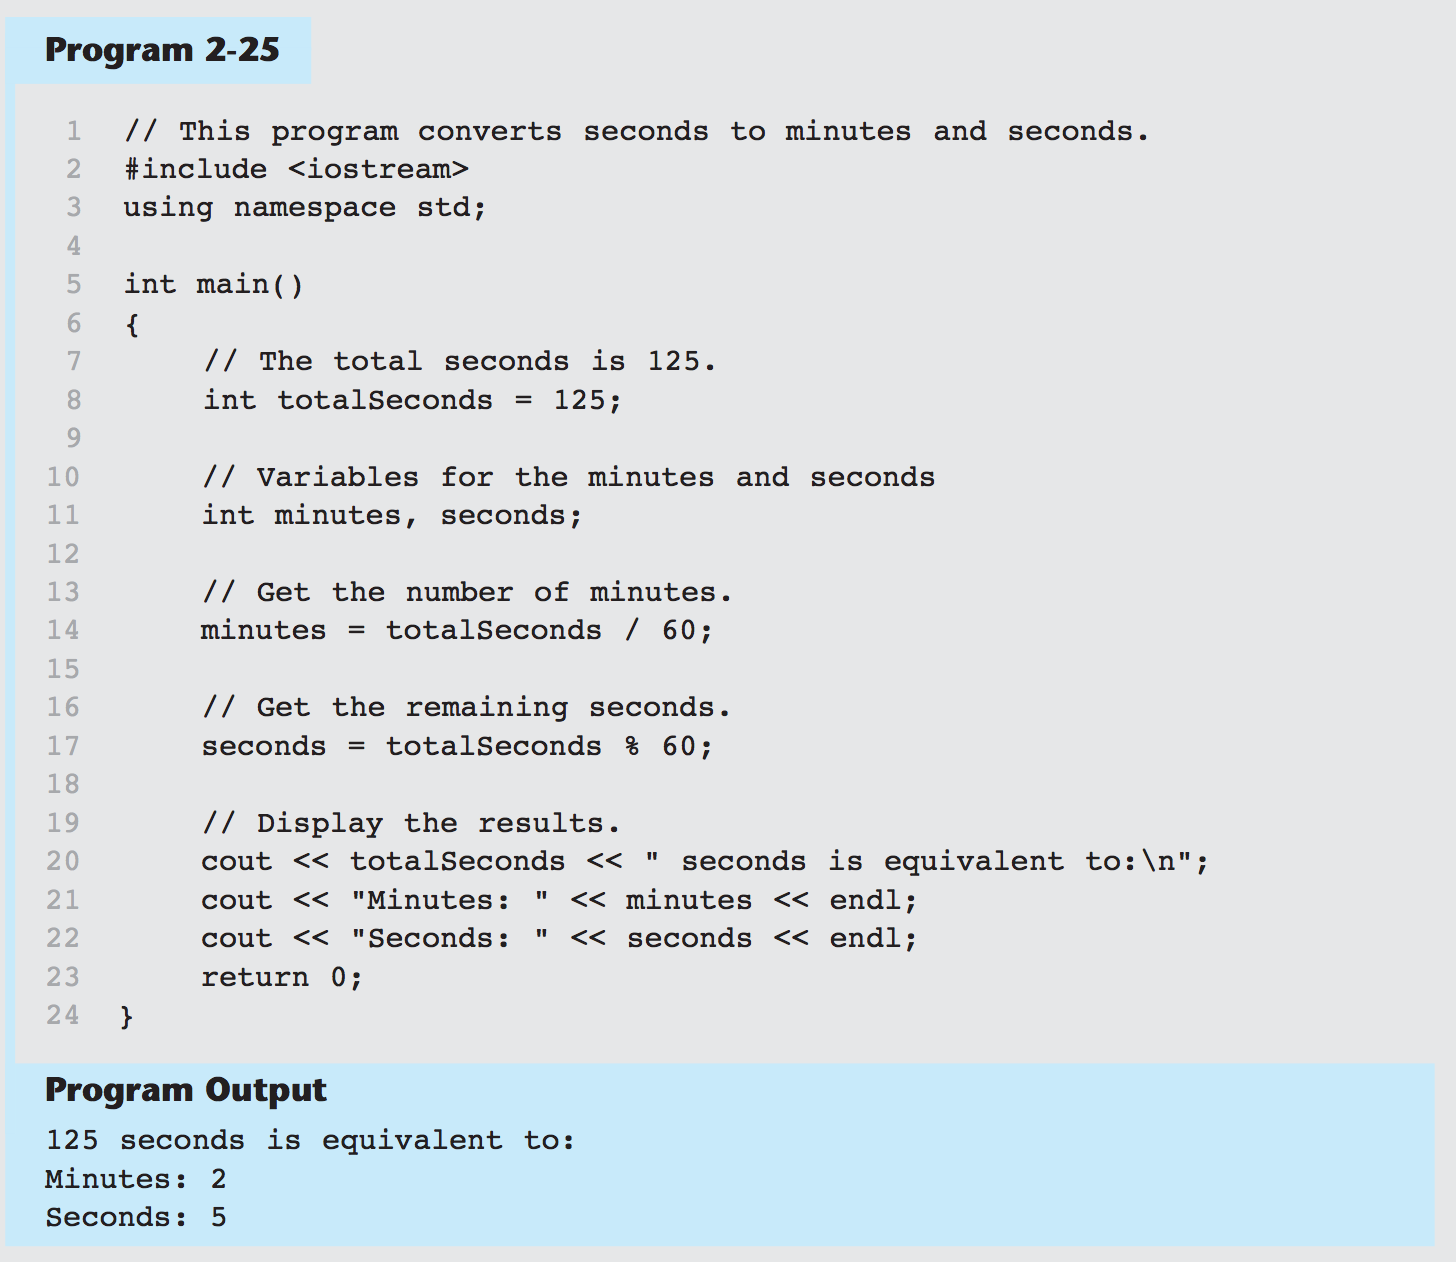 Program 2-25
1 // This program converts seconds to minutes and seconds.
2 #include <iostream>
3 using namespace std;
4
5 int main()
6 {
7 // The total seconds is 125.
8 int totalSeconds = 125;
9
10 // Variables for the minutes and seconds
11 int minutes, seconds;
12
13 // Get the number of minutes.
14 minutes = totalSeconds / 60;
15
16 // Get the remaining seconds.
17 seconds = totalSeconds % 60;
18
19 // Display the results.
20 cout << totalSeconds << " seconds is equivalent to:\n";
21 cout << "Minutes: " << minutes << endl;
22 cout << "Seconds: " << seconds << endl;
23 return 0;
24 }
Program Output
125 seconds is equivalent to:
Minutes: 2
Seconds: 5